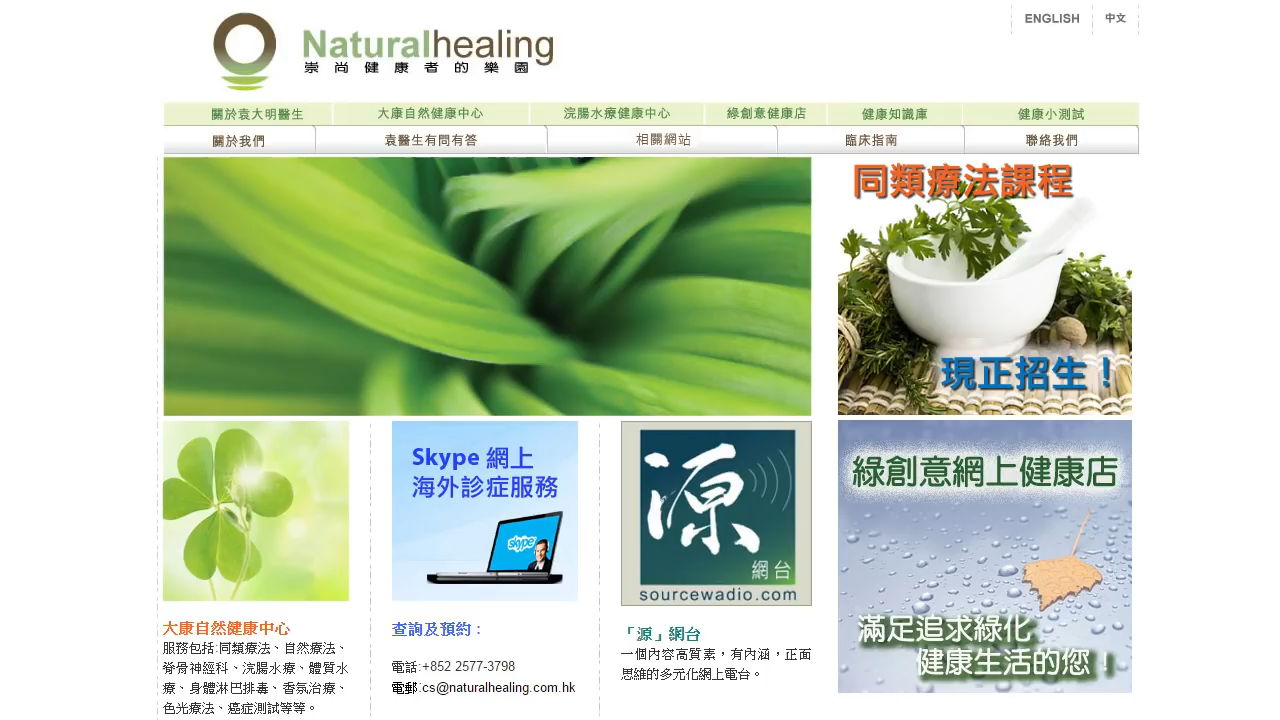 ENGLISH 中文
Naturalhealing
崇尚健康者的樂園
關於袁大明醫生 大康自然健康中心 浣腸水療健康中心 綠創意健康店 健康知識庫 健康小測試
關於我們 袁醫生有問有答 相關網站 臨床指南 聯絡我們
同類療法課程
現正招生！
Skype 網上
海外診症服務
skype
源
網台
sourcewadio.com
綠創意網上健康店
滿足追求綠化
健康生活的您！
大康自然健康中心
服務包括:同類療法、自然療法、
脊骨神經科、浣腸水療、體質水
療、身體淋巴排毒、香氛治療、
色光療法、癌症測試等等。
查詢及預約：
電話:+852 2577-3798
電郵:cs@naturalhealing.com.hk
「源」網台
一個內容高質素，有內涵，正面
思維的多元化網上電台。